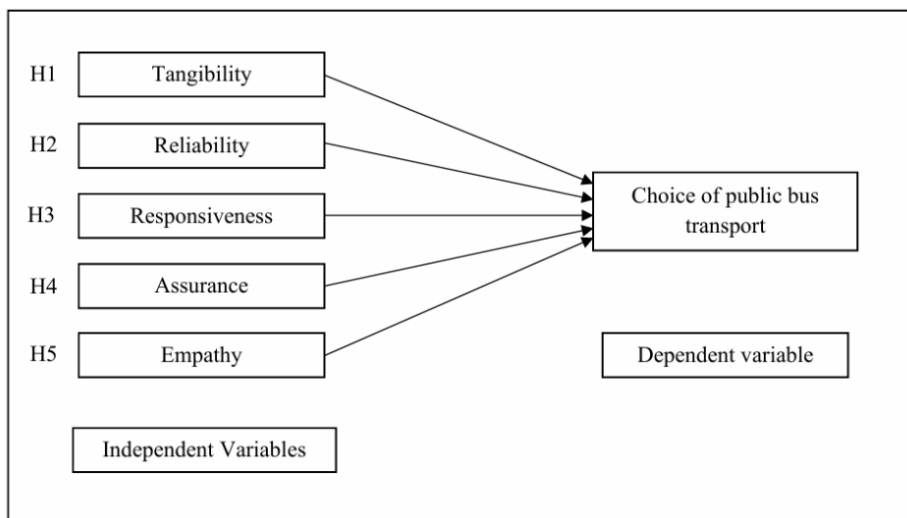 H1 Tangibility
H2 Reliability
H3 Responsiveness
H4 Assurance
H5 Empathy
Independent Variables
Choice of public bus
transport
Dependent variable